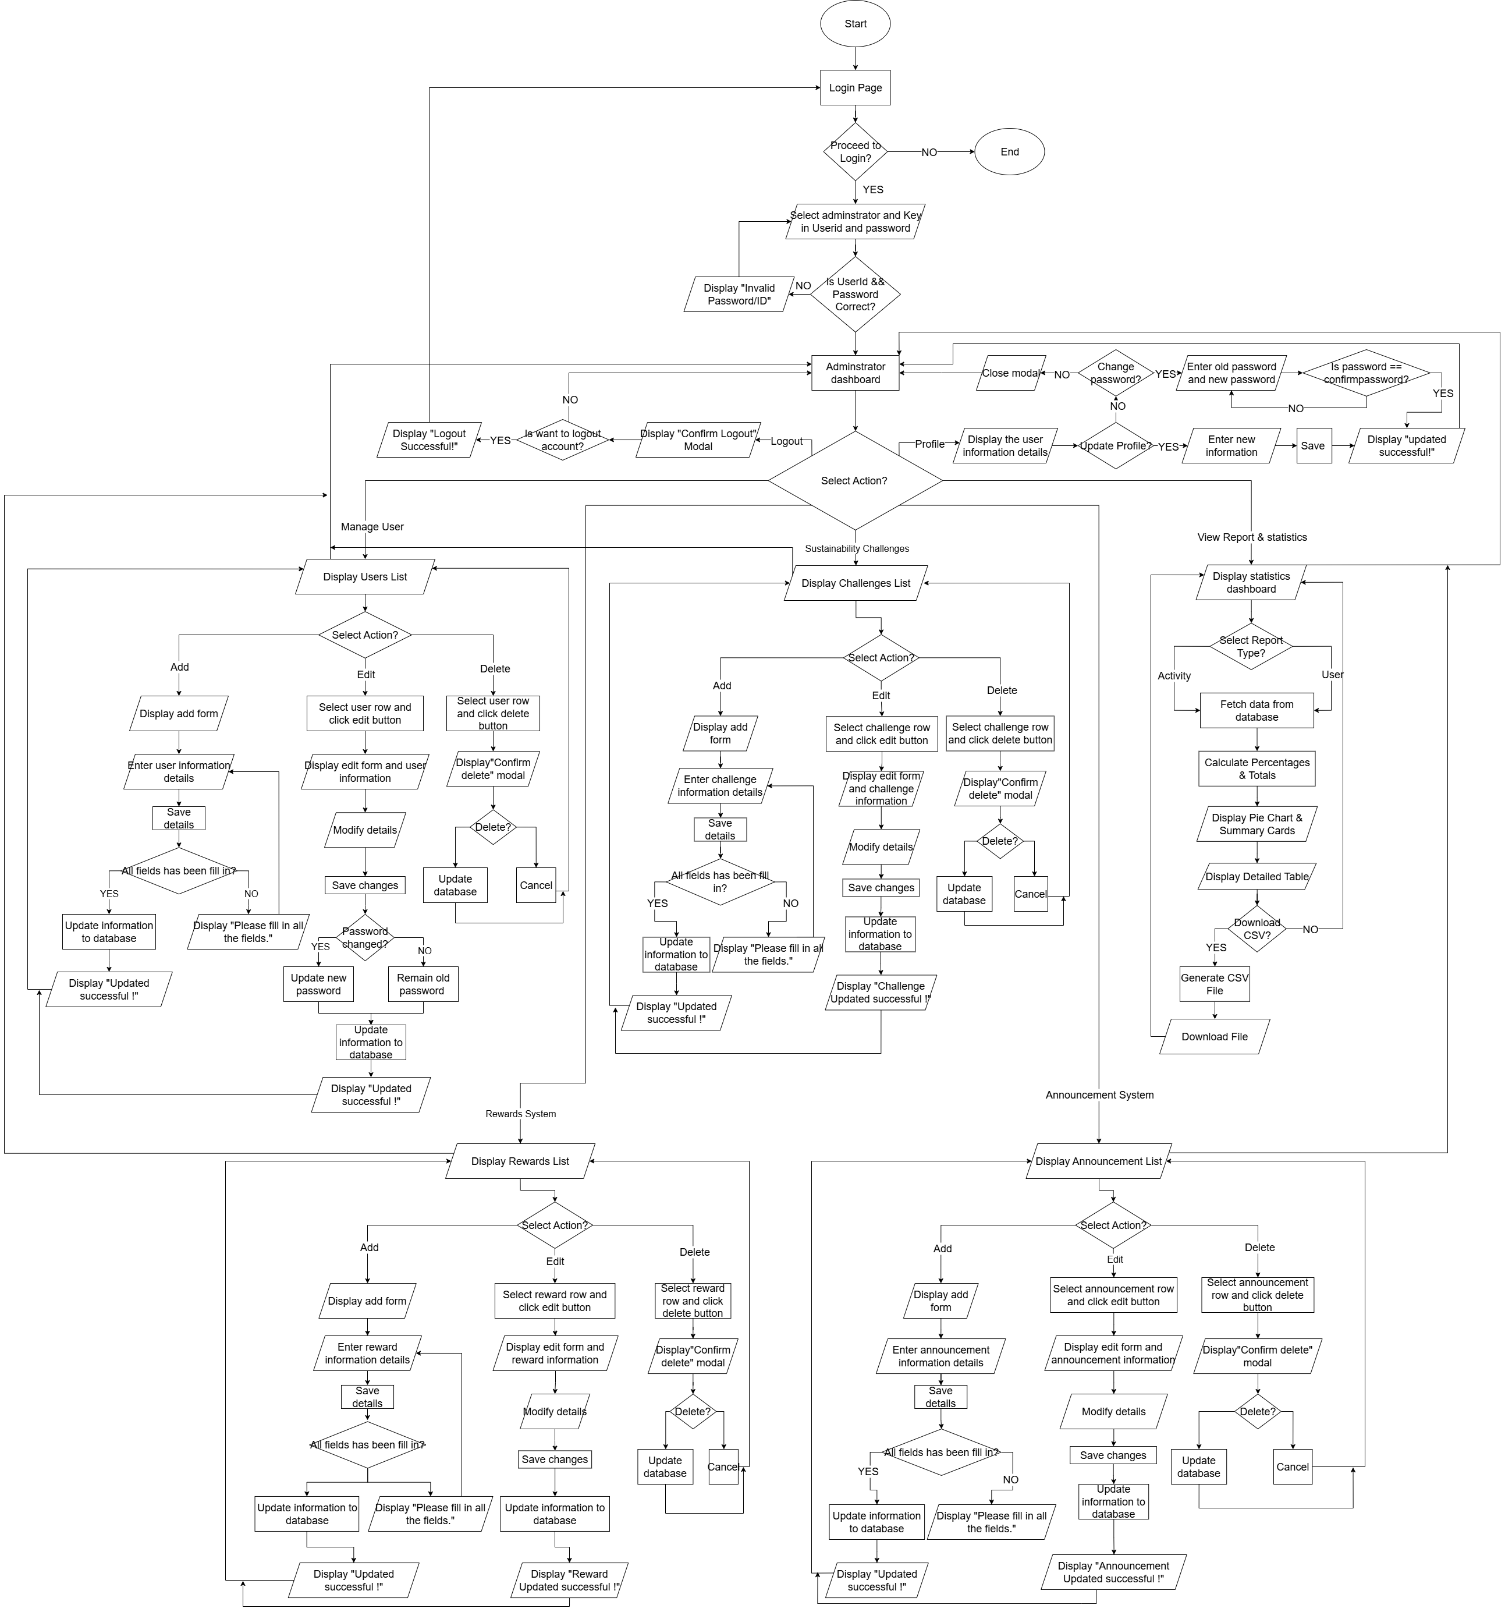 Start
Login Page
Proceed to
Login?
NO
End
YES
Select adminstrator and Key
in Userid and password
Is UserId &&
Password
Correct?
NO
Display "Invalid
Password/ID"
Adminstrator
dashboard
Close modal
NO
Change
password?
YES
Enter old password
and new password
Is password ==
confirmpassword?
NO
YES
NO
NO
Display "Logout
Successful!"
YES
Is want to logout
account?
Display "Confirm Logout"
Modal
Logout
Profile
Display the user
information details
Update Profile?
YES
Enter new
information
Save
Display "updated
successful!"
Select Action?
Manage User
Sustainability Challenges
View Report & statistics
Display Users List
Select Action?
Add
Edit
Delete
Display add form
Select user row and
click edit button
Select user row
and click delete
button
Enter user information
details
Display edit form and user
information
Display"Confirm
delete" modal
Save
details
Modify details
Delete?
All fields has been fill in?
YES
NO
Save changes
Update
database
Cancel
Update information
to database
Display "Please fill in all
the fields."
Password
changed?
YES
NO
Display "Updated
successful !"
Update new
password
Remain old
password
Update
information to
database
Display "Updated
successful !"
Display Challenges List
Select Action?
Add
Edit
Delete
Display add
form
Select challenge row
and click edit button
Select challenge row
and click delete button
Enter challenge
information details
Display edit form
and challenge
information
Display"Confirm
delete" modal
Save
details
Modify details
Delete?
All fields has been fill
in?
YES
NO
Save changes
Update
database
Cancel
Update
information to
database
Display "Please fill in all
the fields."
Update
information to
database
Display "Updated
successful !"
Display "Challenge
Updated successful !"
Display statistics
dashboard
Select Report
Type?
Activity
User
Fetch data from
database
Calculate Percentages
& Totals
Display Pie Chart &
Summary Cards
Display Detailed Table
Download
CSV?
NO
YES
Generate CSV
File
Download File
Rewards System
Announcement System
Display Rewards List
Select Action?
Add
Edit
Delete
Display add form
Select reward row and
click edit button
Select reward
row and click
delete button
Enter reward
information details
Display edit form and
reward information
Display"Confirm
delete" modal
Save
details
Modify details
Delete?
All fields has been fill in?
Save changes
Update
database
Cancel
Update information to
database
Display "Please fill in all
the fields."
Update information to
database
Display "Updated
successful !"
Display "Reward
Updated successful !"
Display Announcement List
Select Action?
Add
Edit
Delete
Display add
form
Select announcement row
and click edit button
Select announcement
row and click delete
button
Enter announcement
information details
Display edit form and
announcement information
Display"Confirm delete"
modal
Save
details
Modify details
Delete?
All fields has been fill in?
YES
NO
Save changes
Update
database
Cancel
Update information
to database
Display "Please fill in all
the fields."
Update
information to
database
Display "Updated
successful !"
Display "Announcement
Updated successful !"